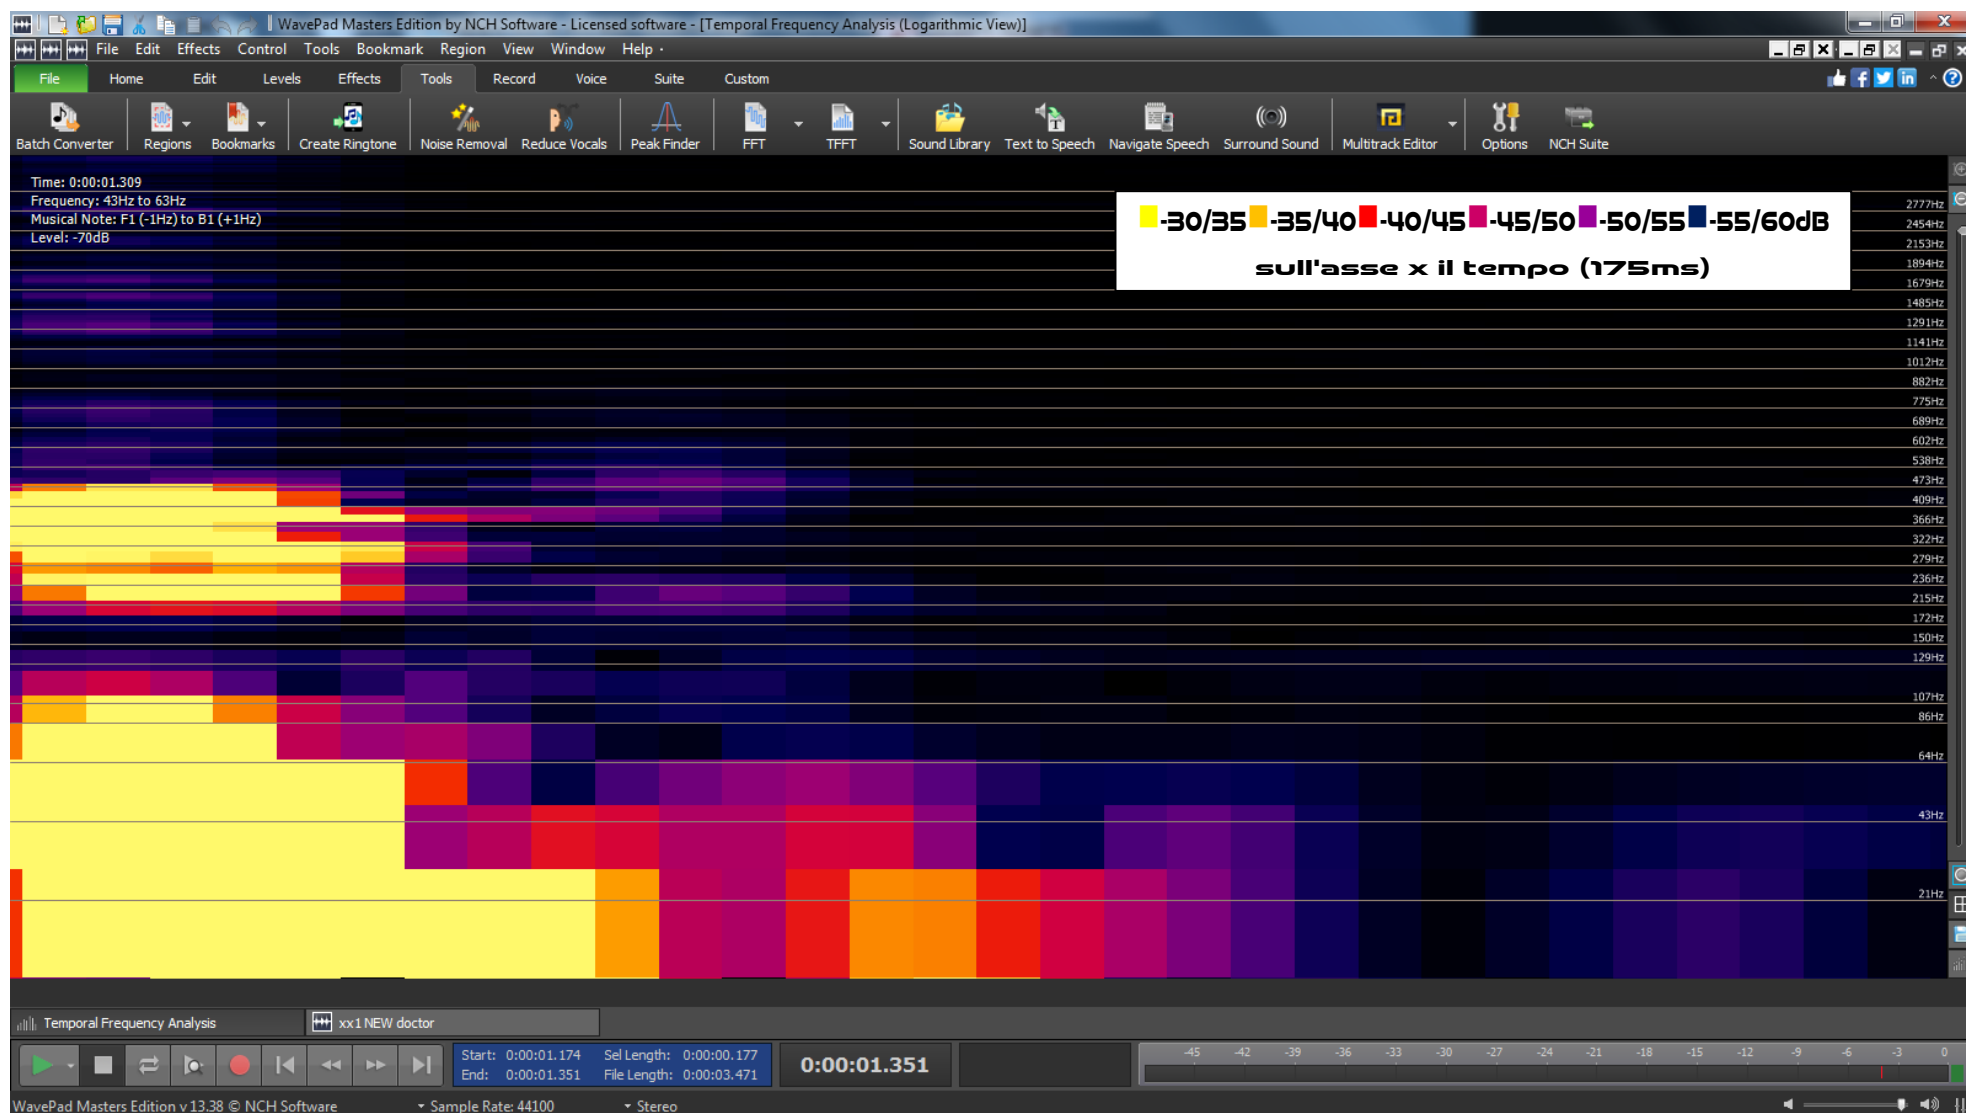 WavePad Masters Edition by NCH Software - Licensed software - [Temporal Frequency Analysis (Logarithmic View)]
File Edit Effects Control Tools Bookmark Region View Window Help
File Home Edit Levels Effects Tools Record Voice Suite Custom
Batch Converter Regions Bookmarks Create Ringtone Noise Removal Reduce Vocals Peak Finder FFT TFFT Sound Library Text to Speech Navigate Speech Surround Sound Multitrack Editor Options NCH Suite
Time: 0:00:01.309
Frequency: 43Hz to 63Hz
Musical Note: F1 (-1Hz) to B1 (+1Hz)
Level: -70dB
-30/35 -35/40 -40/45 -45/50 -50/55 -55/60dB
sull'asse x il tempo (175ms)
2777Hz
2454Hz
2153Hz
1894Hz
1679Hz
1485Hz
1291Hz
1141Hz
1012Hz
882Hz
775Hz
689Hz
602Hz
538Hz
473Hz
409Hz
366Hz
322Hz
279Hz
236Hz
215Hz
172Hz
150Hz
129Hz
107Hz
86Hz
64Hz
43Hz
21Hz
Temporal Frequency Analysis xx1 NEW doctor
Start: 0:00:01.174 Sel Length: 0:00:00.177
End: 0:00:01.351 File Length: 0:00:03.471
0:00:01.351
-45 -42 -39 -36 -33 -30 -27 -24 -21 -18 -15 -12 -9 -6 -3 0
WavePad Masters Edition v 13.38 © NCH Software Sample Rate: 44100 Stereo